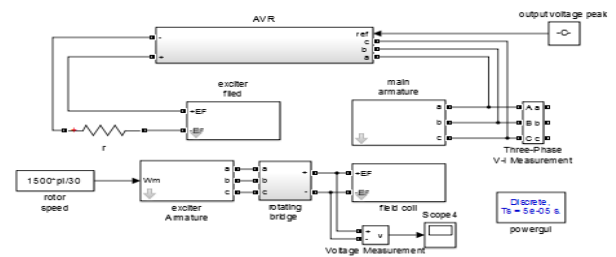 AVR
output voltage peak
-
+
ref
c
b
a
-C-
exciter
filed
+EF
-EF
r
main
armature
a
b
c
A a
B b
C c
Three-Phase
V-I Measurement
1500*pi/30
rotor
speed
Wm
a
b
c
exciter
Armature
a
b
c
+
-
rotating
bridge
+EF
-EF
field coil
+
-
v
Voltage Measurement
Scope4
Discrete,
Ts = 5e-05 s.
powergui